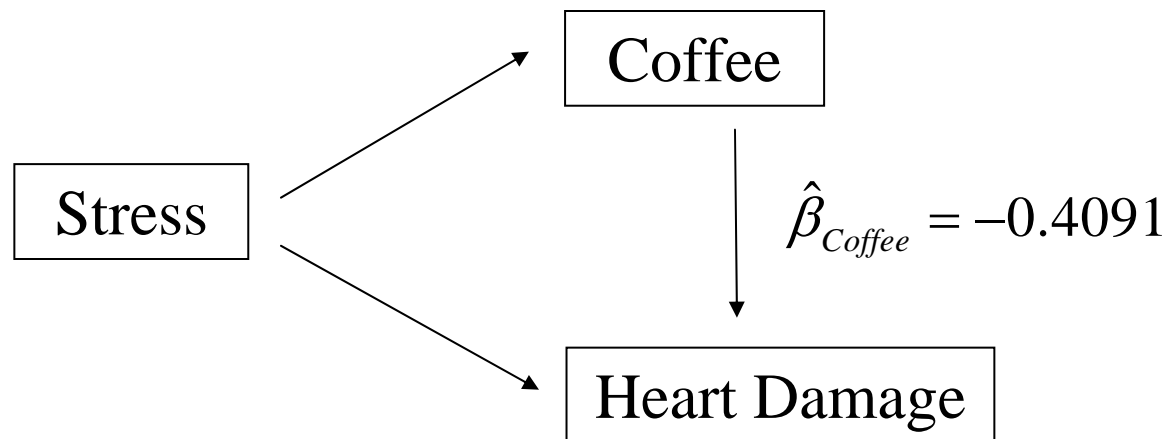 Coffee
Stress
β̂_Coffee = −0.4091
Heart Damage